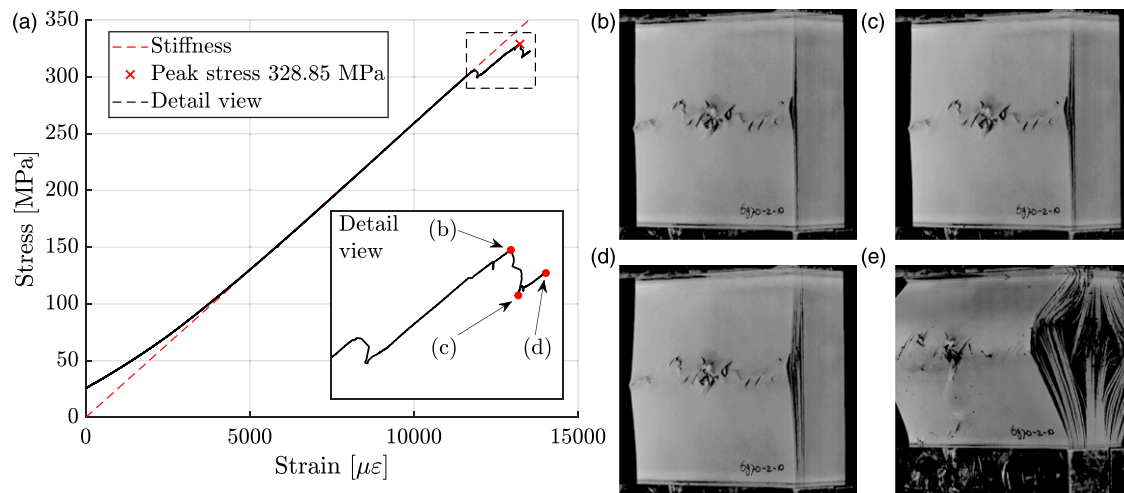 (a)
350
300
250
200
150
100
50
0
0
5000
10000
15000
Stress [MPa]
Strain [με]
Stiffness
Peak stress 328.85 MPa
Detail view
Detail
view
(b)
(c)
(d)
(b)
(c)
(d)
(e)